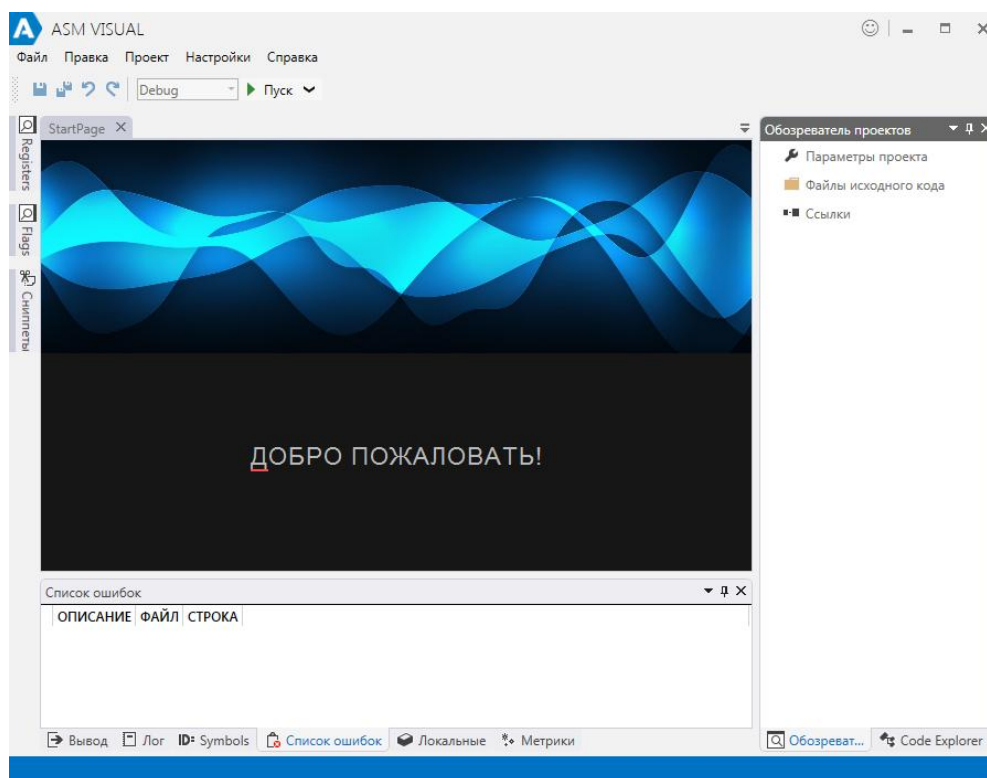 ASM VISUAL
Файл Правка Проект Настройки Справка
Debug Пуск
Registers
Flags
Сниппеты
StartPage
ДОБРО ПОЖАЛОВАТЬ!
Обозреватель проектов
Параметры проекта
Файлы исходного кода
Ссылки
Список ошибок
ОПИСАНИЕ ФАЙЛ СТРОКА
Вывод Лог ID= Symbols Список ошибок Локальные Метрики
Обозреват... Code Explorer